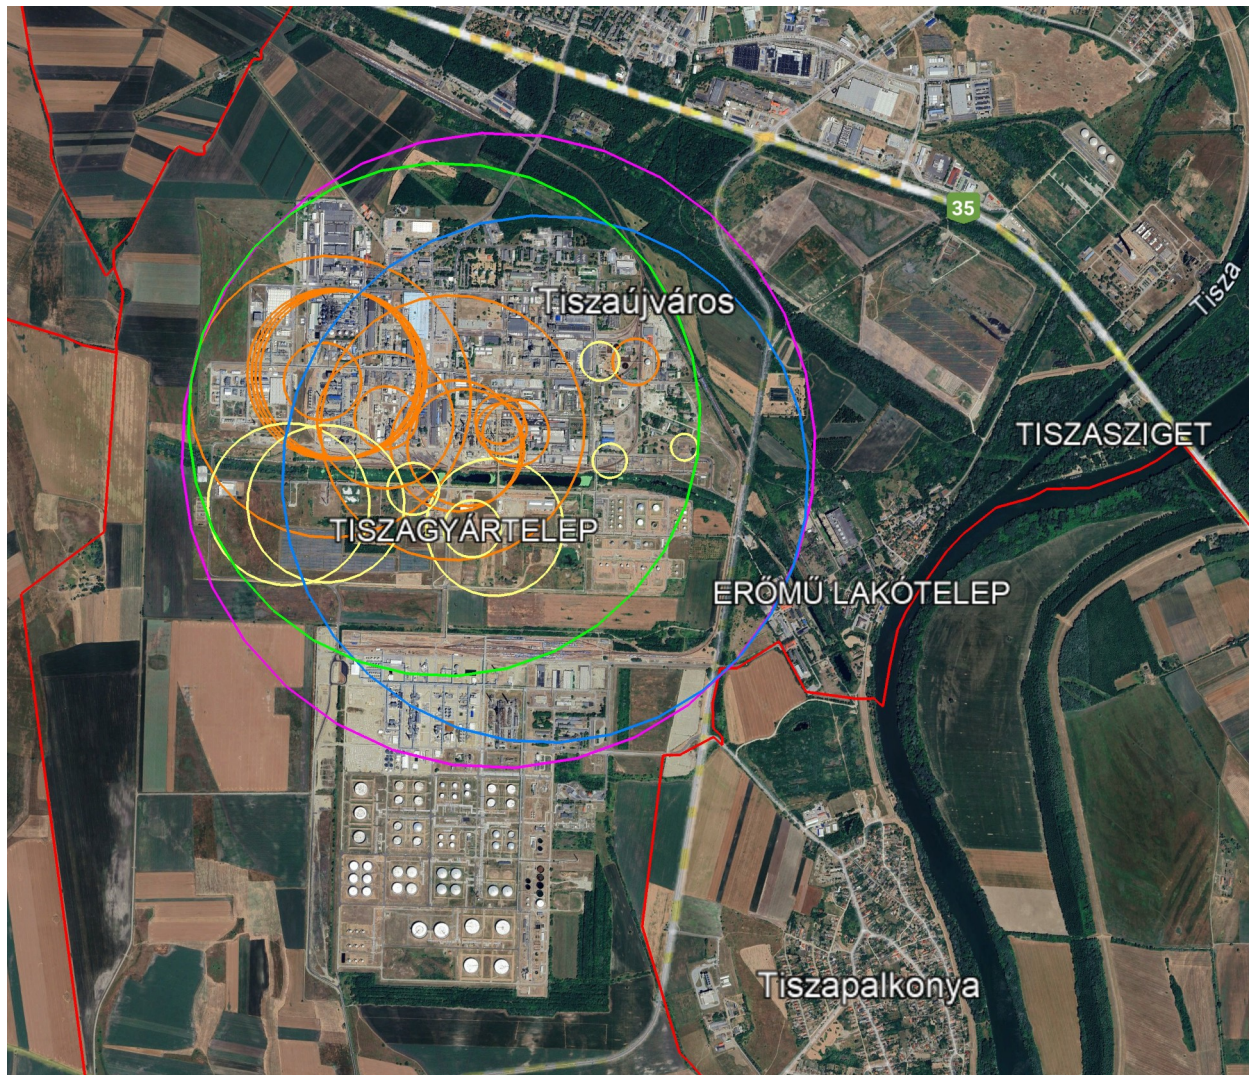 35
Tisza
Tiszaújváros
TISZASZIGET
TISZAGYÁRTELEP
ERŐMŰ LAKÓTELEP
Tiszapalkonya